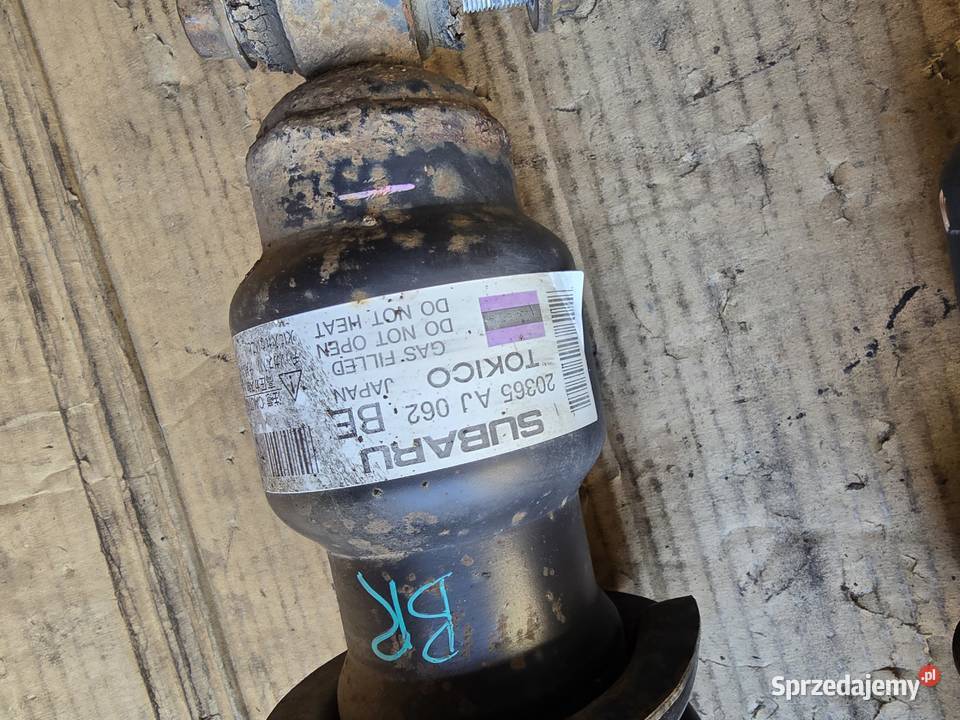 SUBARU
20365 AJ 062 BE
TOKICO JAPAN
GAS FILLED
DO NOT OPEN
DO NOT HEAT
BR
Sprzedajemy.pl